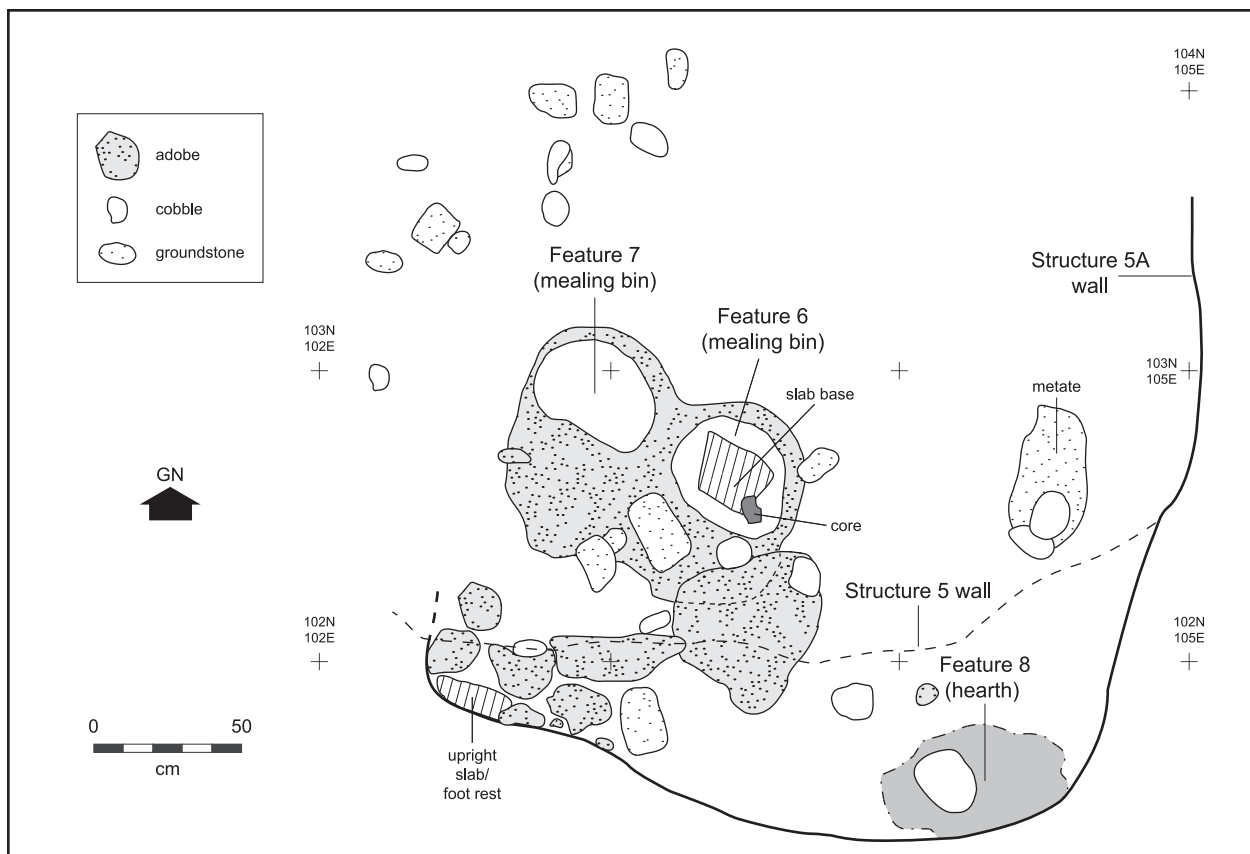 104N
105E
adobe
cobble
groundstone
Feature 7
(mealing bin)
Structure 5A
wall
Feature 6
(mealing bin)
103N
102E
103N
105E
slab base
metate
GN
core
Structure 5 wall
102N
102E
102N
105E
Feature 8
(hearth)
0 50
cm
upright
slab/
foot rest